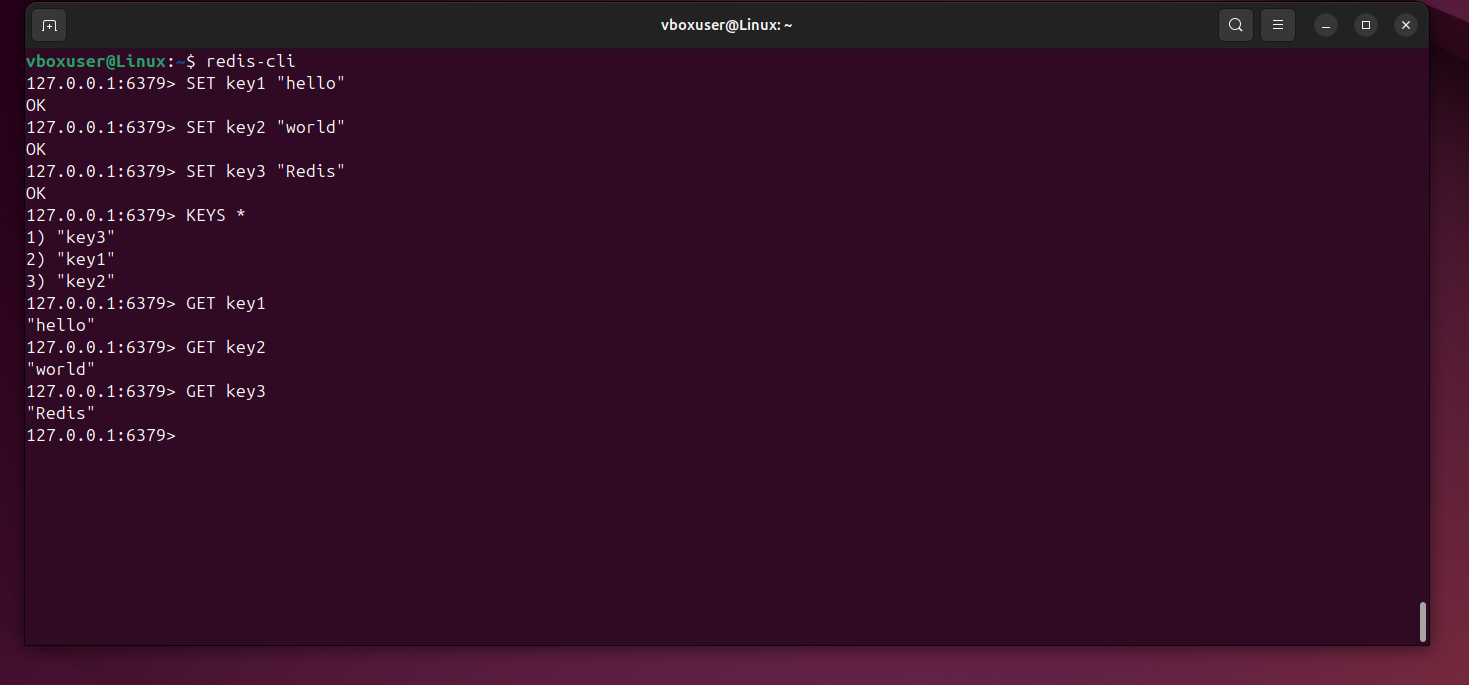 vboxuser@Linux: ~
vboxuser@Linux:~$ redis-cli
127.0.0.1:6379> SET key1 "hello"
OK
127.0.0.1:6379> SET key2 "world"
OK
127.0.0.1:6379> SET key3 "Redis"
OK
127.0.0.1:6379> KEYS *
1) "key3"
2) "key1"
3) "key2"
127.0.0.1:6379> GET key1
"hello"
127.0.0.1:6379> GET key2
"world"
127.0.0.1:6379> GET key3
"Redis"
127.0.0.1:6379>